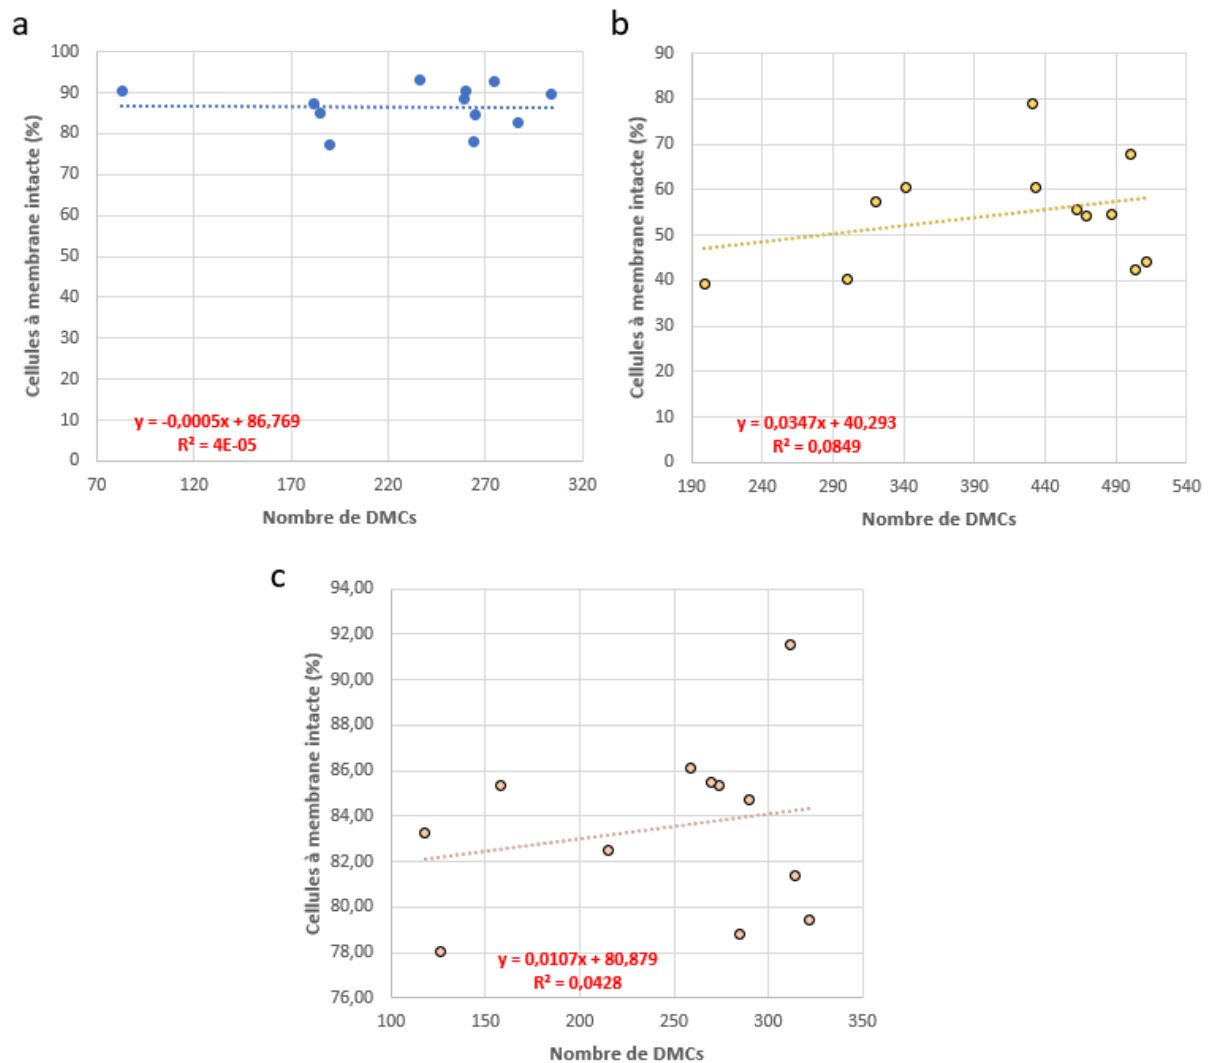 a
100
90
80
70
60
50
40
30
20
10
0
Cellules à membrane intacte (%)
y = -0,0005x + 86,769
R² = 4E-05
70 120 170 220 270 320
Nombre de DMCs
b
90
80
70
60
50
40
30
20
10
0
Cellules à membrane intacte (%)
y = 0,0347x + 40,293
R² = 0,0849
190 240 290 340 390 440 490 540
Nombre de DMCs
c
94,00
92,00
90,00
88,00
86,00
84,00
82,00
80,00
78,00
76,00
Cellules à membrane intacte (%)
y = 0,0107x + 80,879
R² = 0,0428
100 150 200 250 300 350
Nombre de DMCs